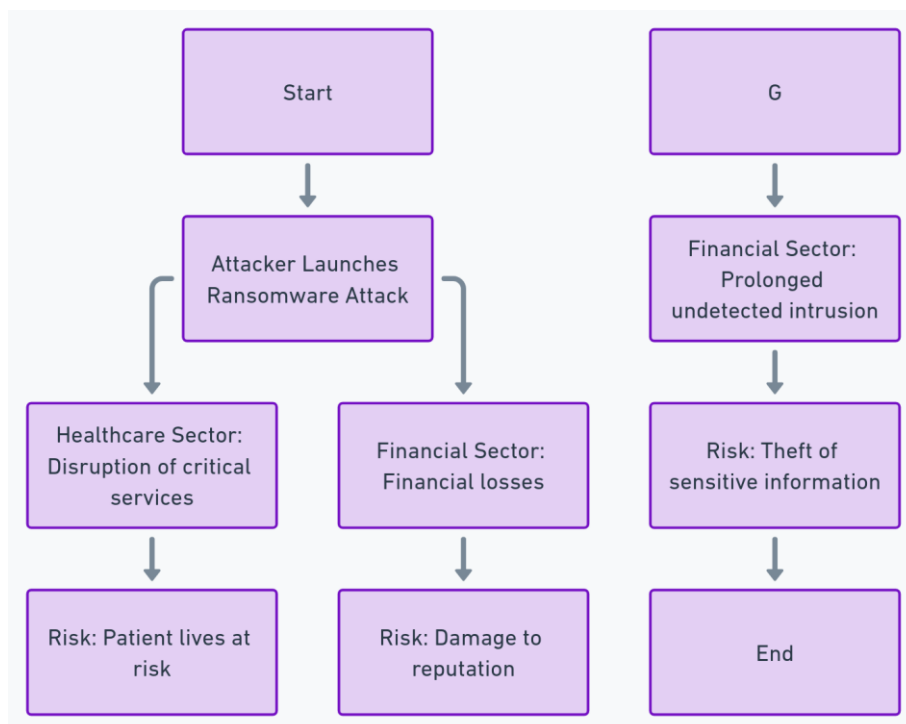 Start
G
Attacker Launches
Ransomware Attack
Financial Sector:
Prolonged
undetected intrusion
Healthcare Sector:
Disruption of critical
services
Financial Sector:
Financial losses
Risk: Theft of
sensitive information
Risk: Patient lives at
risk
Risk: Damage to
reputation
End